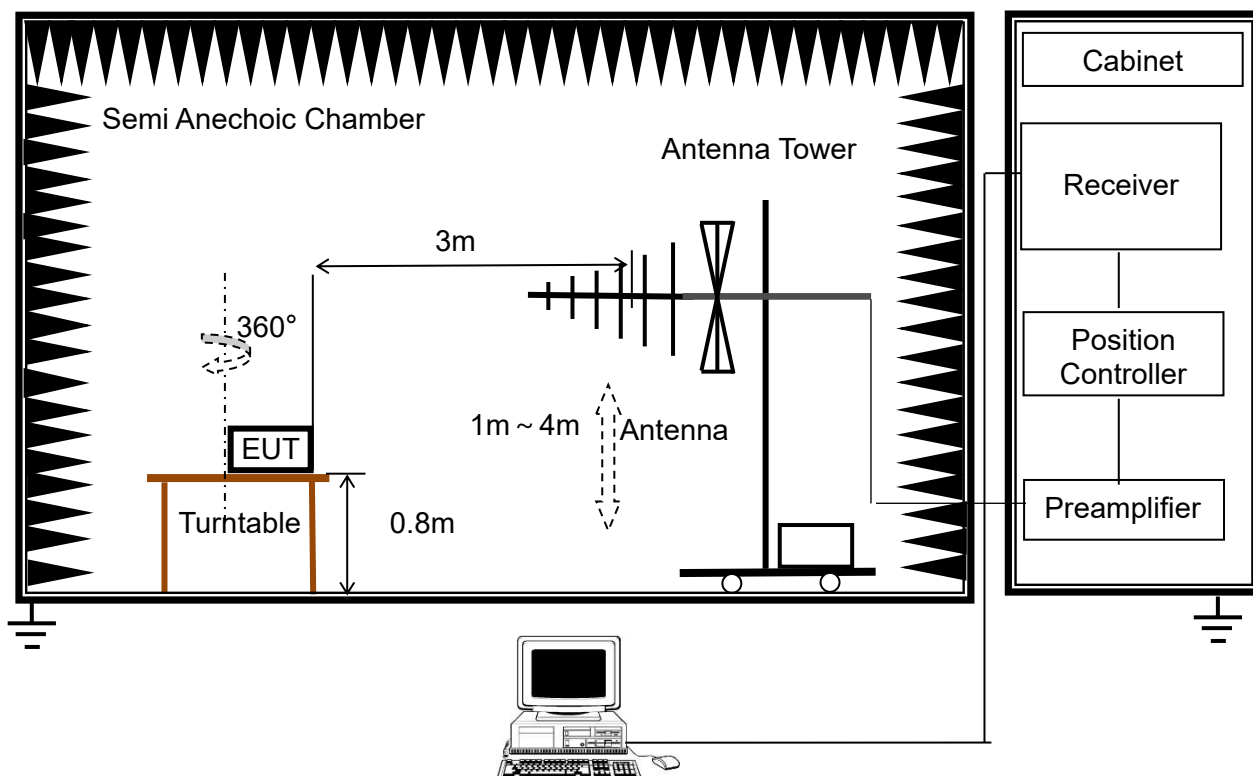 Cabinet
Semi Anechoic Chamber
Antenna Tower
Receiver
3m
360°
Position
Controller
1m ~ 4m
Antenna
EUT
Turntable
0.8m
Preamplifier